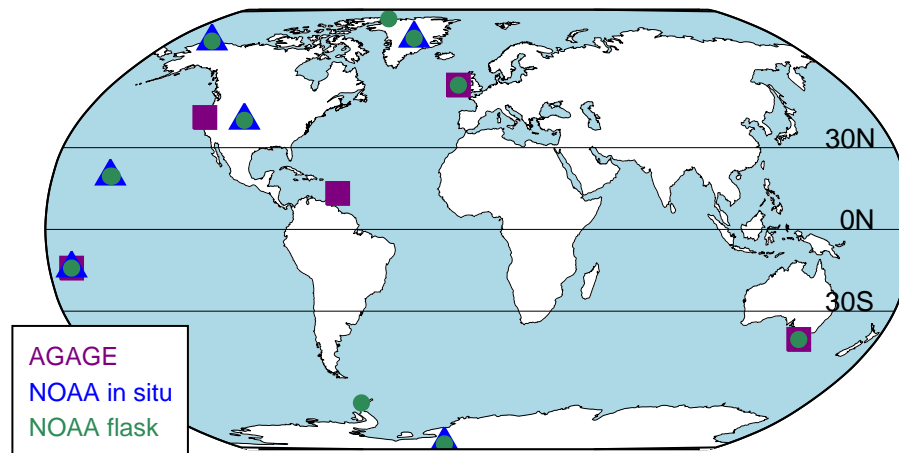 30N
0N
30S
AGAGE
NOAA in situ
NOAA flask